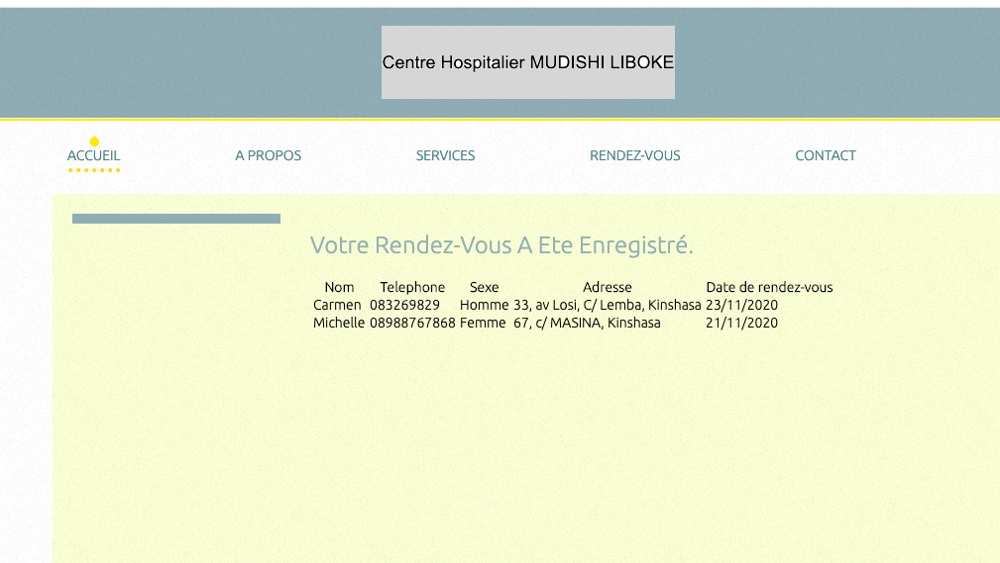 Centre Hospitalier MUDISHI LIBOKE
ACCUEIL A PROPOS SERVICES RENDEZ-VOUS CONTACT
Votre Rendez-Vous A Ete Enregistré.
Nom Telephone Sexe Adresse Date de rendez-vous
Carmen 083269829 Homme 33, av Losi, C/ Lemba, Kinshasa 23/11/2020
Michelle 08988767868 Femme 67, c/ MASINA, Kinshasa 21/11/2020